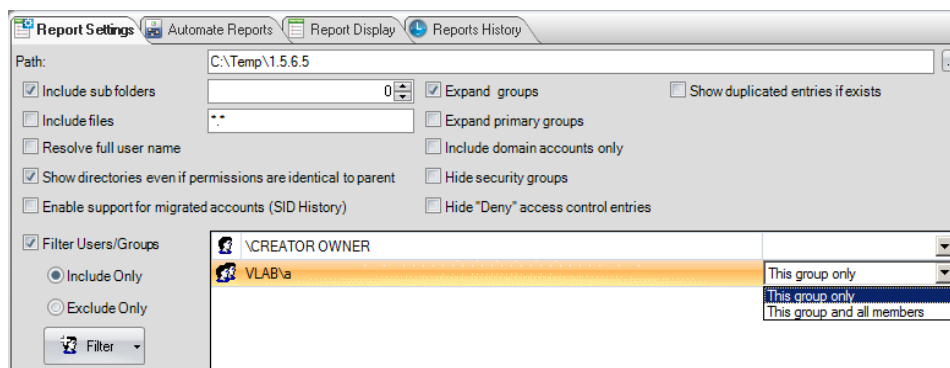 Report Settings Automate Reports Report Display Reports History
Path: C:\Temp\1.5.6.5 ...
Include sub folders 0 Expand groups Show duplicated entries if exists
Include files *.* Expand primary groups
Resolve full user name Include domain accounts only
Show directories even if permissions are identical to parent Hide security groups
Enable support for migrated accounts (SID History) Hide "Deny" access control entries
Filter Users/Groups \CREATOR OWNER
Include Only VLAB\a This group only
This group only
Exclude Only This group and all members
Filter